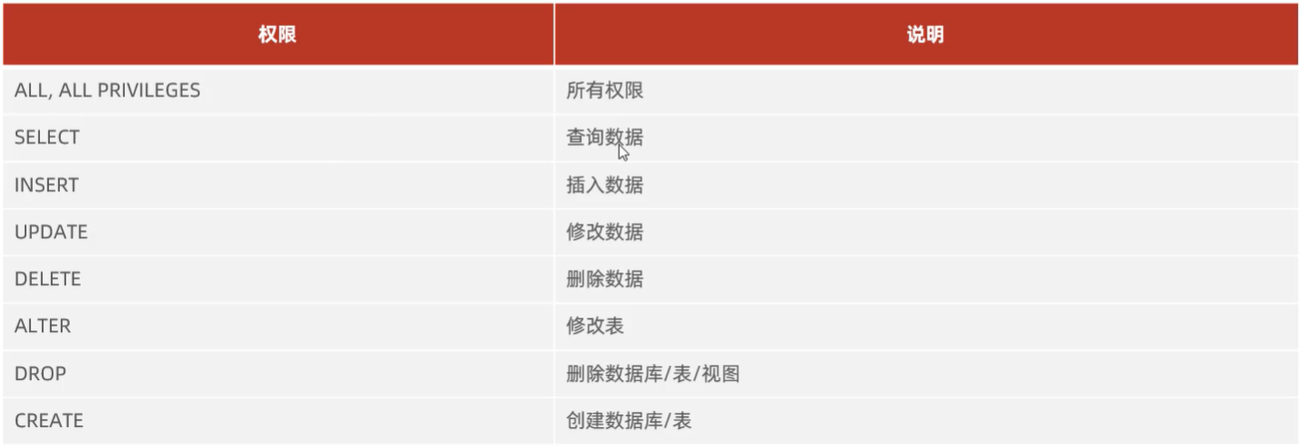 权限 说明
ALL, ALL PRIVILEGES 所有权限
SELECT 查询数据
INSERT 插入数据
UPDATE 修改数据
DELETE 删除数据
ALTER 修改表
DROP 删除数据库/表/视图
CREATE 创建数据库/表